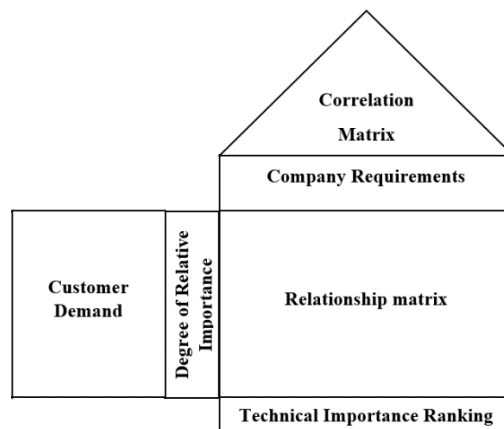 Correlation
Matrix
Company Requirements
Customer
Demand
Degree of Relative
Importance
Relationship matrix
Technical Importance Ranking